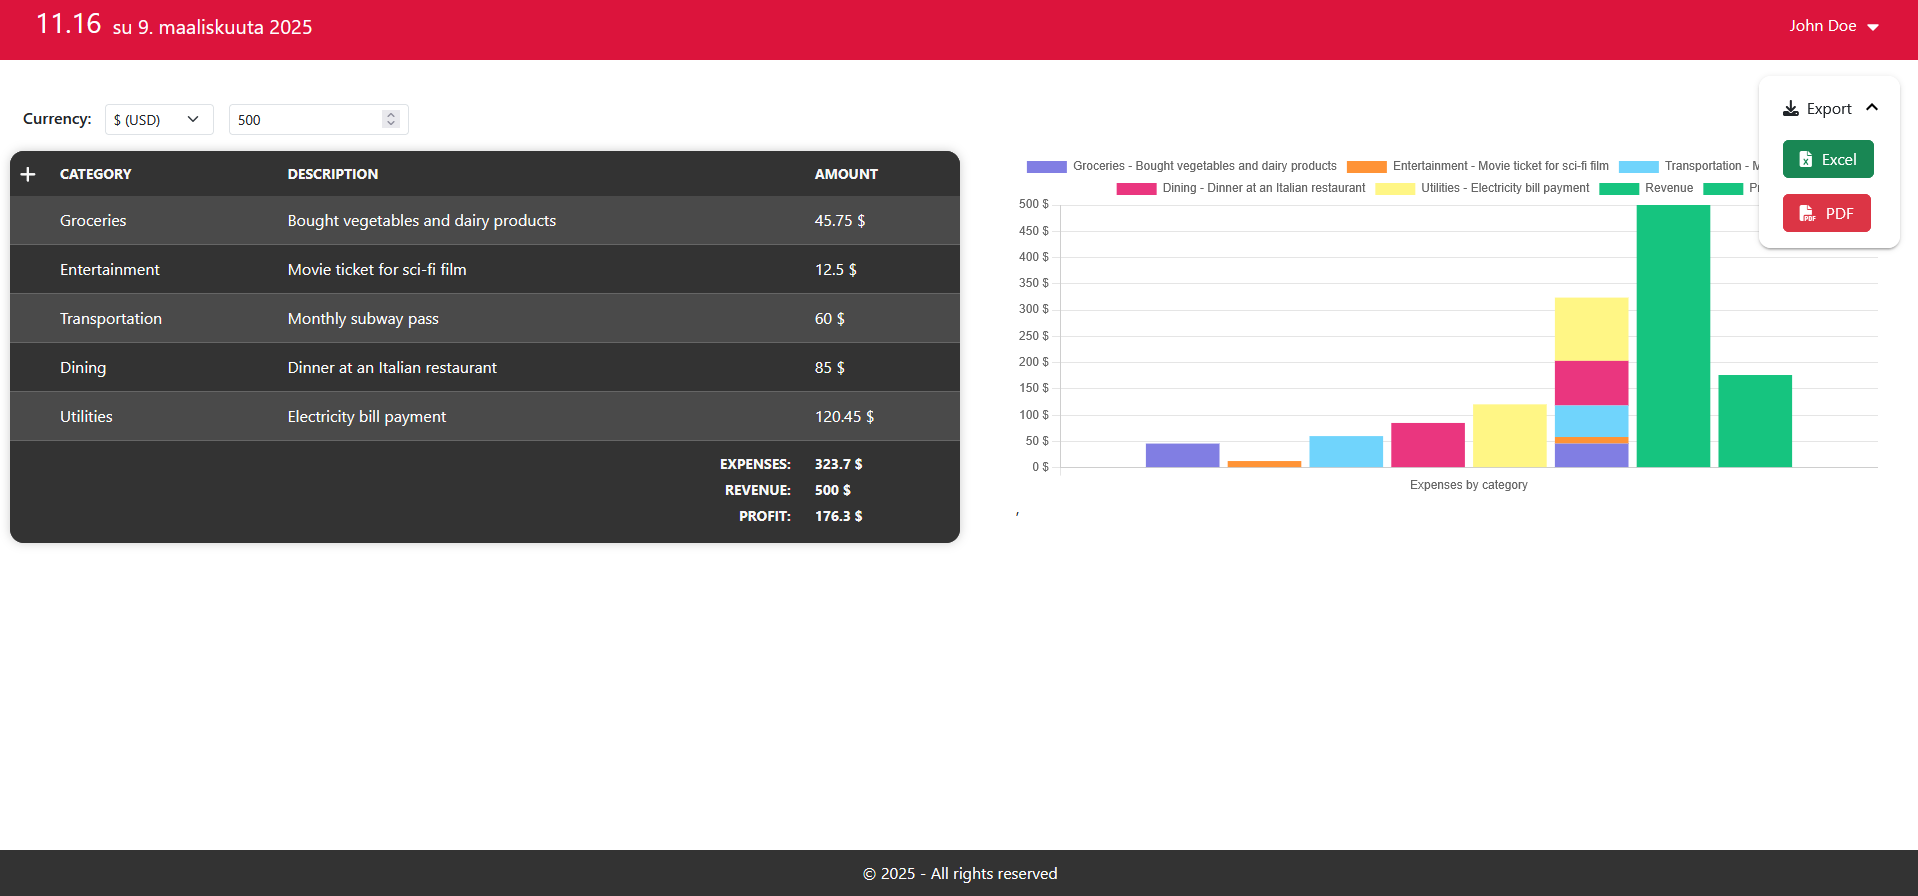 11.16 su 9. maaliskuuta 2025
John Doe
Currency: $ (USD) 500
Export
Excel
PDF
CATEGORY DESCRIPTION AMOUNT
Groceries Bought vegetables and dairy products 45.75 $
Entertainment Movie ticket for sci-fi film 12.5 $
Transportation Monthly subway pass 60 $
Dining Dinner at an Italian restaurant 85 $
Utilities Electricity bill payment 120.45 $
EXPENSES: 323.7 $
REVENUE: 500 $
PROFIT: 176.3 $
Groceries - Bought vegetables and dairy products Entertainment - Movie ticket for sci-fi film Transportation -
Dining - Dinner at an Italian restaurant Utilities - Electricity bill payment Revenue
500 $
450 $
400 $
350 $
300 $
250 $
200 $
150 $
100 $
50 $
0 $
Expenses by category
,
© 2025 - All rights reserved